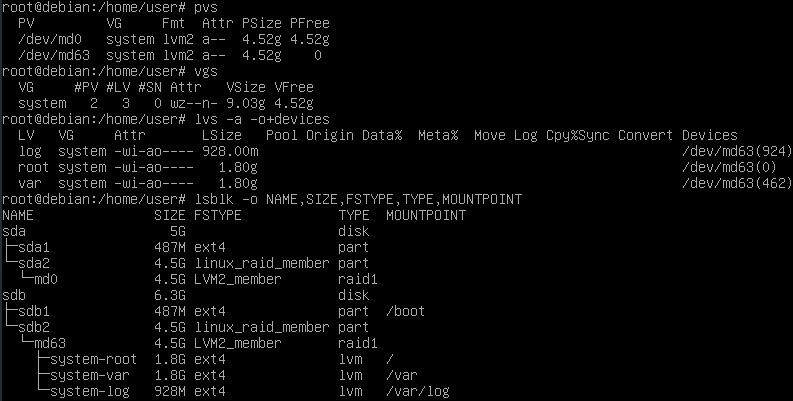 root@debian:/home/user# pvs
  PV         VG     Fmt  Attr PSize PFree
  /dev/md0   system lvm2 a--  4.52g 4.52g
  /dev/md63  system lvm2 a--  4.52g    0
root@debian:/home/user# vgs
  VG     #PV #LV #SN Attr   VSize VFree
  system   2   3   0 wz--n- 9.03g 4.52g
root@debian:/home/user# lvs -a -o+devices
  LV   VG     Attr       LSize   Pool Origin Data%  Meta%  Move Log Cpy%Sync Convert Devices
  log  system -wi-ao---- 928.00m                                                     /dev/md63(924)
  root system -wi-ao----   1.80g                                                     /dev/md63(0)
  var  system -wi-ao----   1.80g                                                     /dev/md63(462)
root@debian:/home/user# lsblk -o NAME,SIZE,FSTYPE,TYPE,MOUNTPOINT
NAME                SIZE FSTYPE            TYPE  MOUNTPOINT
sda                   5G                   disk
├─sda1              487M ext4              part
└─sda2              4.5G linux_raid_member part
  └─md0             4.5G LVM2_member       raid1
sdb                 6.3G                   disk
├─sdb1              487M ext4              part  /boot
└─sdb2              4.5G linux_raid_member part
  └─md63            4.5G LVM2_member       raid1
    ├─system-root   1.8G ext4              lvm   /
    ├─system-var    1.8G ext4              lvm   /var
    └─system-log    928M ext4              lvm   /var/log